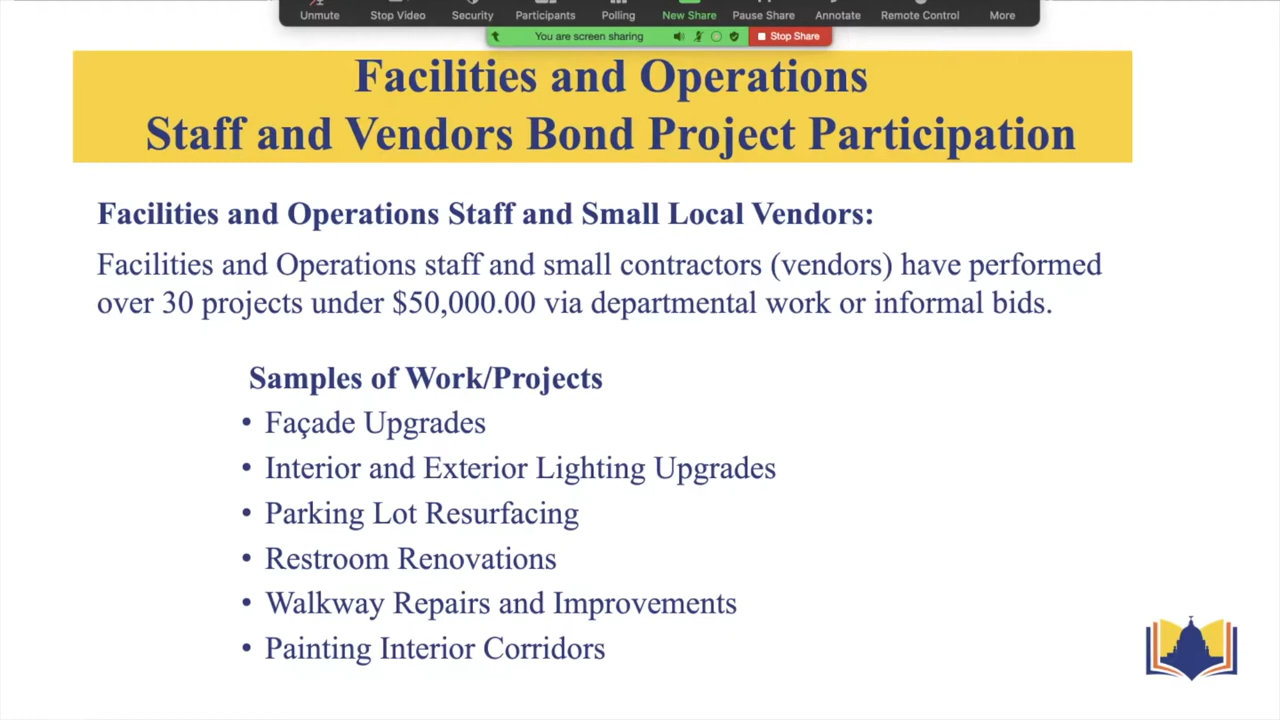 Unmute Stop Video Security Participants Polling New Share Pause Share Annotate Remote Control More
You are screen sharing Stop Share
Facilities and Operations
Staff and Vendors Bond Project Participation
Facilities and Operations Staff and Small Local Vendors:
Facilities and Operations staff and small contractors (vendors) have performed
over 30 projects under $50,000.00 via departmental work or informal bids.
Samples of Work/Projects
• Façade Upgrades
• Interior and Exterior Lighting Upgrades
• Parking Lot Resurfacing
• Restroom Renovations
• Walkway Repairs and Improvements
• Painting Interior Corridors